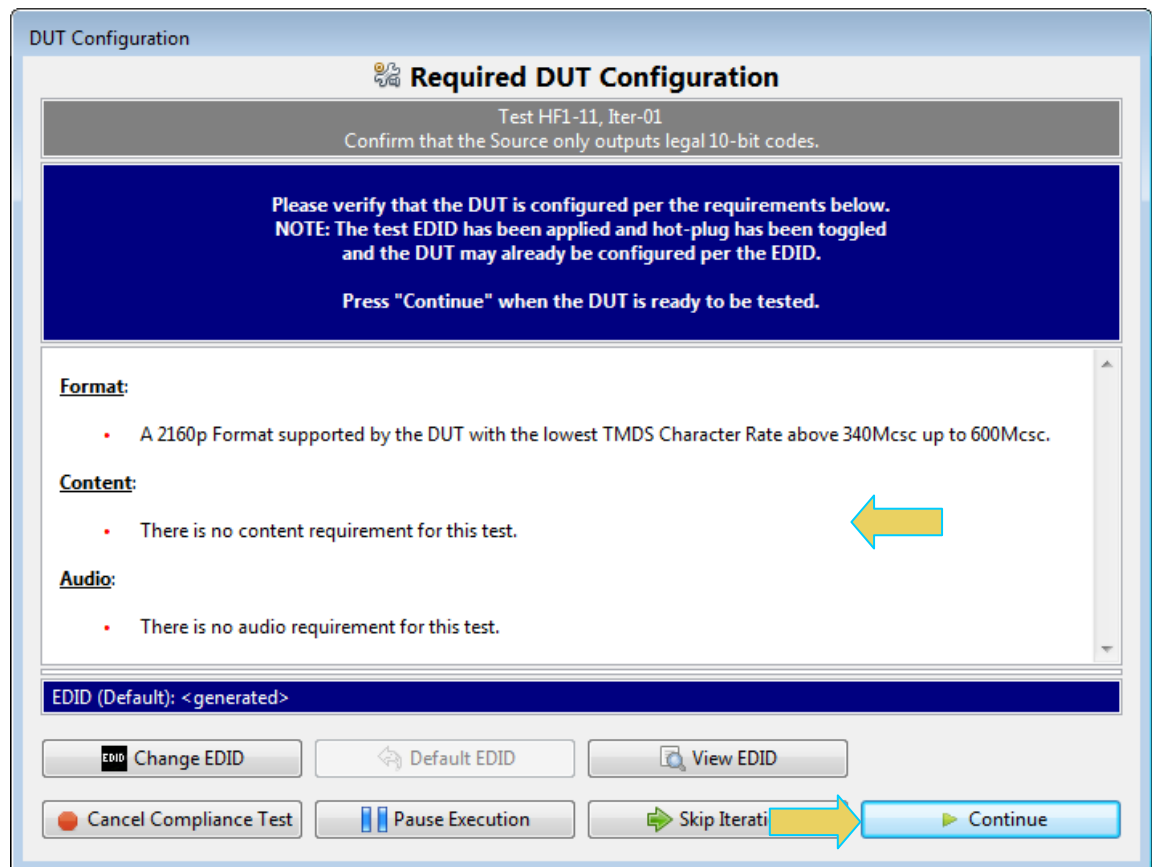 DUT Configuration
Required DUT Configuration
Test HF1-11, Iter-01
Confirm that the Source only outputs legal 10-bit codes.
Please verify that the DUT is configured per the requirements below.
NOTE: The test EDID has been applied and hot-plug has been toggled
and the DUT may already be configured per the EDID.
Press "Continue" when the DUT is ready to be tested.
Format:
• A 2160p Format supported by the DUT with the lowest TMDS Character Rate above 340Mcsc up to 600Mcsc.
Content:
• There is no content requirement for this test.
Audio:
• There is no audio requirement for this test.
EDID (Default): <generated>
EDID Change EDID
Default EDID
View EDID
Cancel Compliance Test
Pause Execution
Skip
Continue